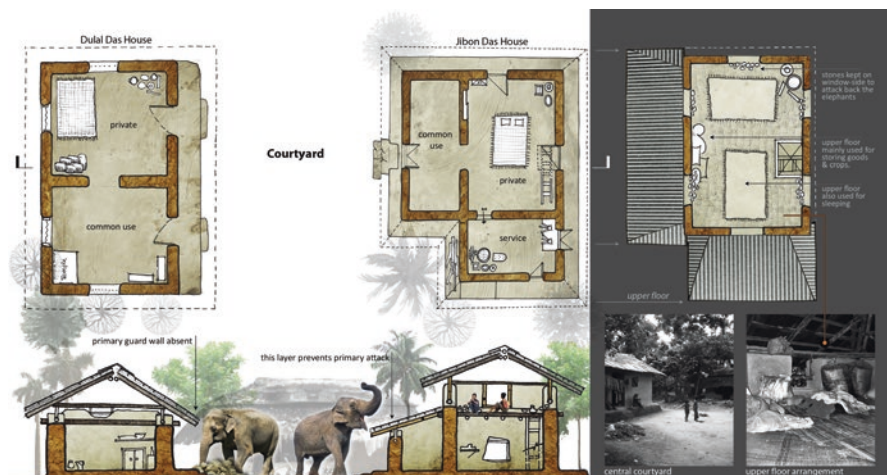 Dulal Das House
private
common use
Temple
Courtyard
Jibon Das House
common
use
private
service
stones kept on
window-side to
attack back the
elephants
upper floor
mainly used for
storing goods
& crops.
upper floor
also used for
sleeping
upper floor
primary guard wall absent
this layer prevents primary attack
central courtyard
upper floor arrangement